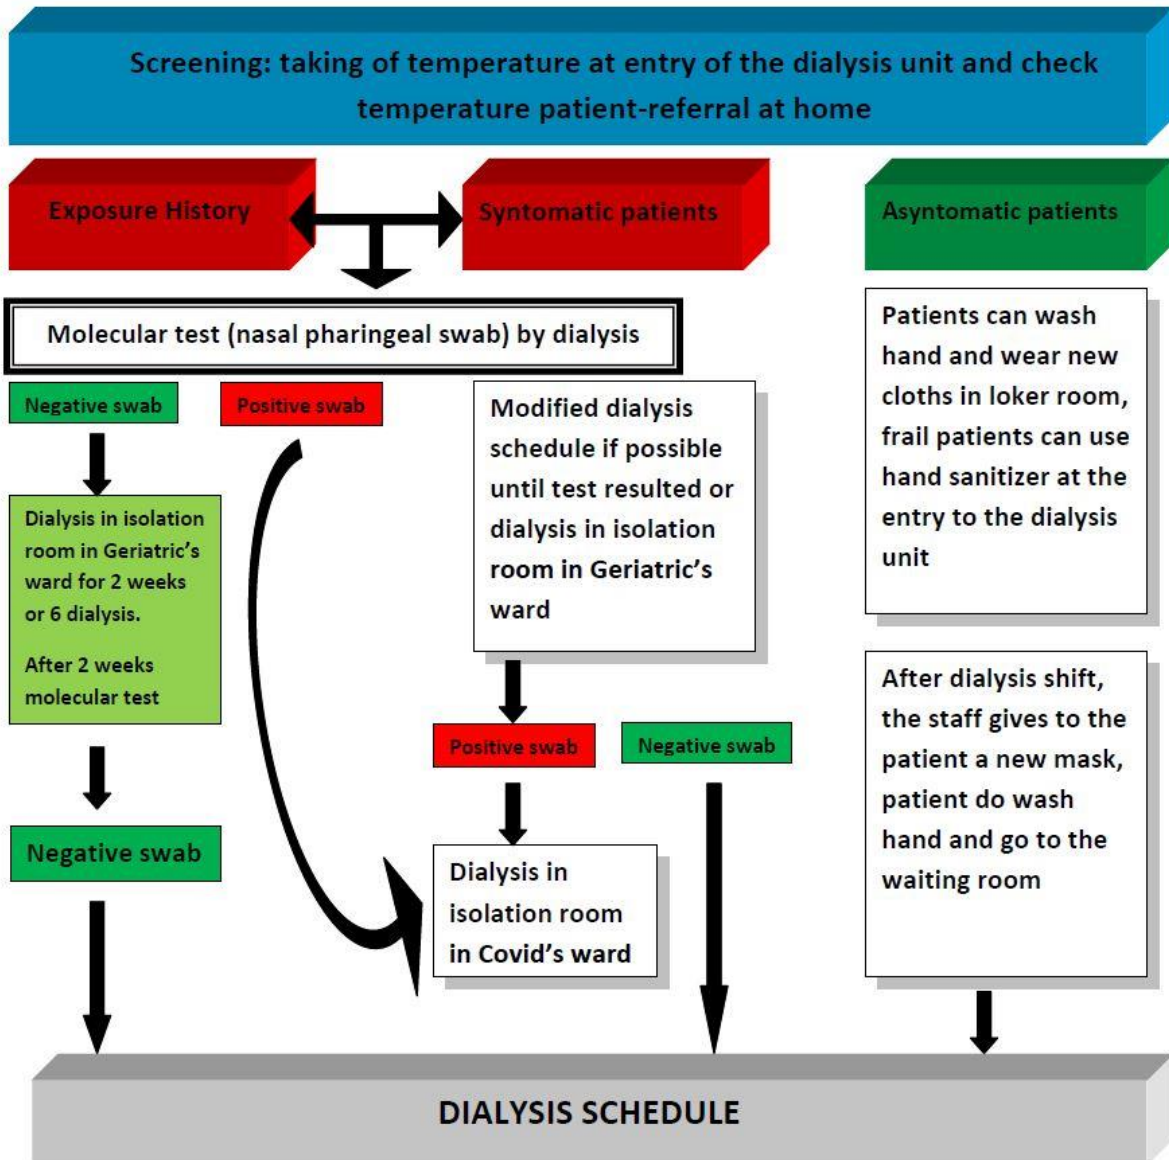 Screening: taking of temperature at entry of the dialysis unit and check
temperature patient-referral at home
Exposure History
Syntomatic patients
Asyntomatic patients
Molecular test (nasal pharingeal swab) by dialysis
Negative swab
Positive swab
Dialysis in isolation
room in Geriatric’s
ward for 2 weeks
or 6 dialysis.
After 2 weeks
molecular test
Negative swab
Modified dialysis
schedule if possible
until test resulted or
dialysis in isolation
room in Geriatric’s
ward
Positive swab
Negative swab
Dialysis in
isolation room
in Covid’s ward
Patients can wash
hand and wear new
cloths in loker room,
frail patients can use
hand sanitizer at the
entry to the dialysis
unit
After dialysis shift,
the staff gives to the
patient a new mask,
patient do wash
hand and go to the
waiting room
DIALYSIS SCHEDULE